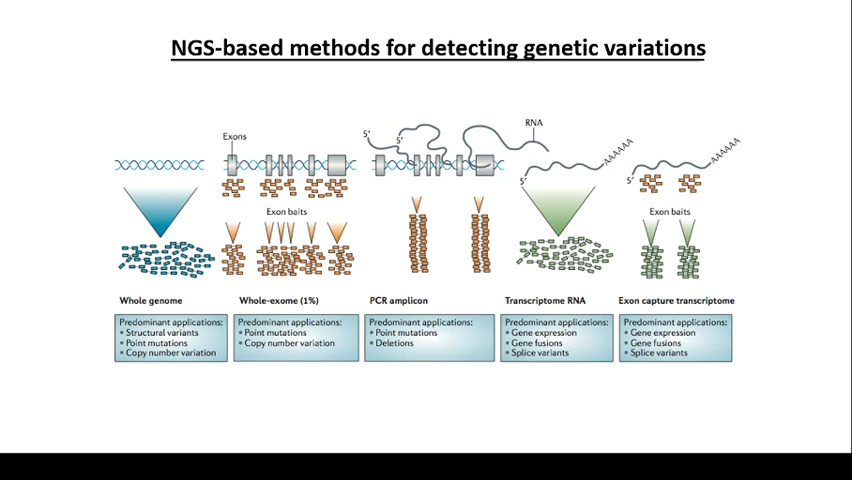 NGS-based methods for detecting genetic variations
Exons
5'
5'
RNA
AAAAAA
5'
AAAAAA
5'
Exon baits
Exon baits
Whole genome
Predominant applications:
• Structural variants
• Point mutations
• Copy number variation
Whole-exome (1%)
Predominant applications:
• Point mutations
• Copy number variation
PCR amplicon
Predominant applications:
• Point mutations
• Deletions
Transcriptome RNA
Predominant applications:
• Gene expression
• Gene fusions
• Splice variants
Exon capture transcriptome
Predominant applications:
• Gene expression
• Gene fusions
• Splice variants